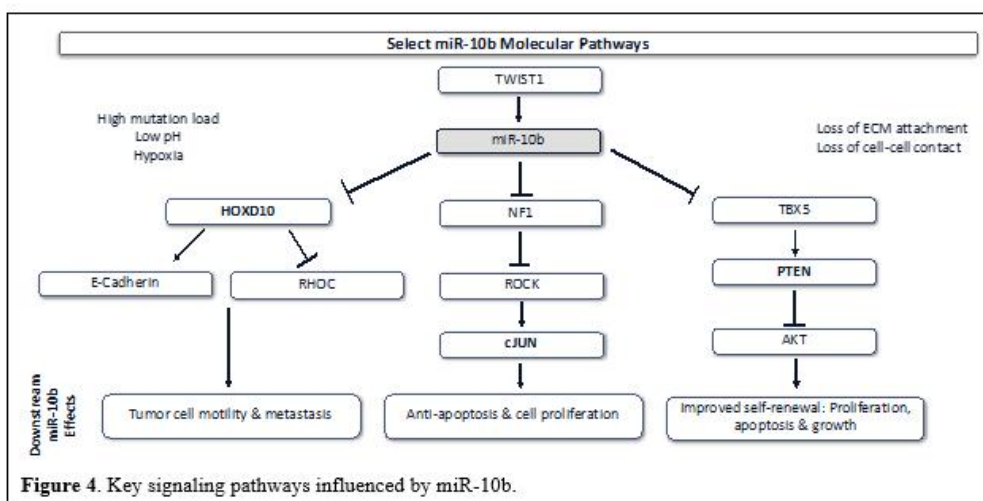 Select miR-10b Molecular Pathways
TWIST1
High mutation load
Low pH
Hypoxia
miR-10b
Loss of ECM attachment
Loss of cell-cell contact
HOXD10
NF1
TBX5
E-Cadherin
RHOC
ROCK
PTEN
cJUN
AKT
Downstream
miR-10b
Effects
Tumor cell motility & metastasis
Anti-apoptosis & cell proliferation
Improved self-renewal: Proliferation,
apoptosis & growth
Figure 4. Key signaling pathways influenced by miR-10b.